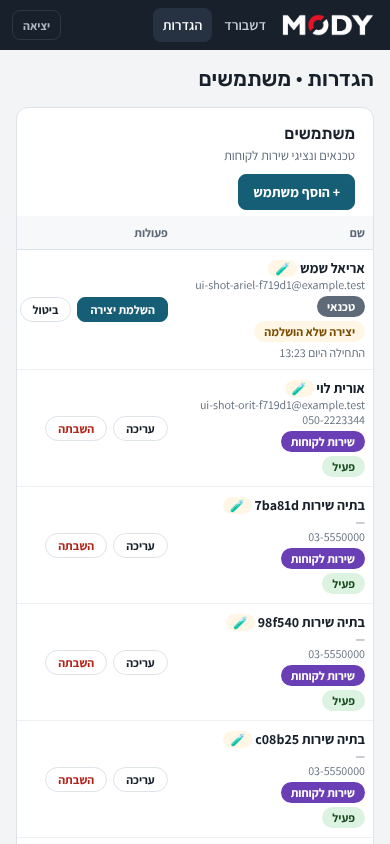 MODY דשבורד הגדרות יציאה
הגדרות • משתמשים
משתמשים
טכנאים ונציגי שירות לקוחות
+ הוסף משתמש
שם פעולות
אריאל שמש
ui-shot-ariel-f719d1@example.test
טכנאי
יצירה שלא הושלמה
התחילה היום 13:23
השלמת יצירה ביטול
אורית לוי
ui-shot-orit-f719d1@example.test
050-2223344
שירות לקוחות
פעיל
עריכה השבתה
בתיה שירות 7ba81d
—
03-5550000
שירות לקוחות
פעיל
עריכה השבתה
בתיה שירות 98f540
—
03-5550000
שירות לקוחות
פעיל
עריכה השבתה
בתיה שירות c08b25
—
03-5550000
שירות לקוחות
פעיל
עריכה השבתה